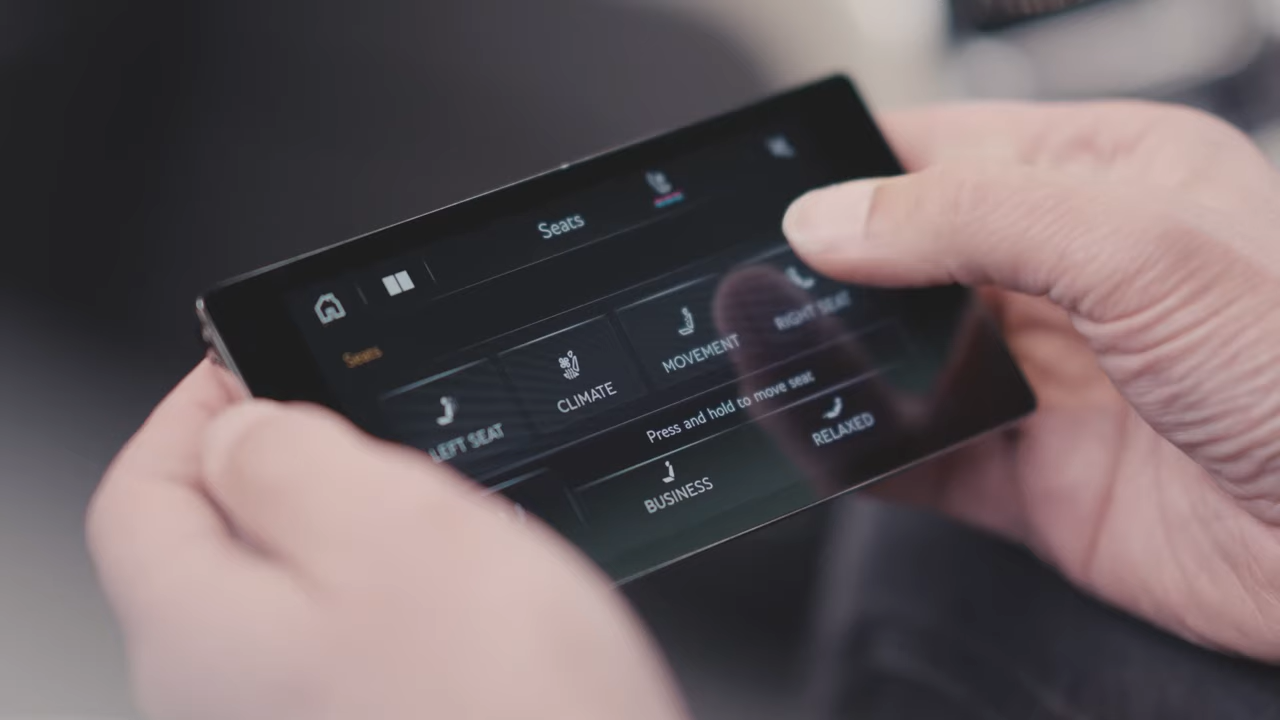 Seats
Seats
LEFT SEAT
CLIMATE
MOVEMENT
RIGHT SEAT
Press and hold to move seat
BUSINESS
RELAXED